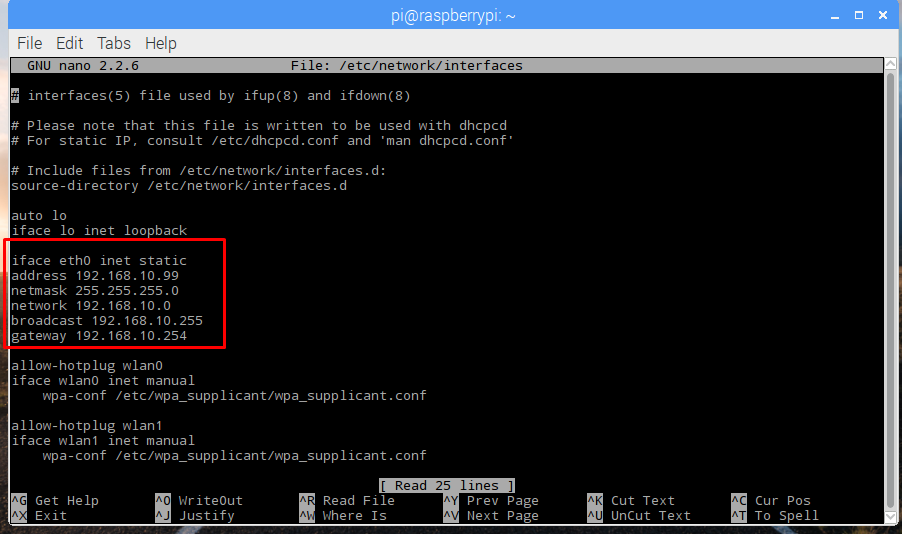 pi@raspberrypi: ~
File Edit Tabs Help
GNU nano 2.2.6 File: /etc/network/interfaces
# interfaces(5) file used by ifup(8) and ifdown(8)
# Please note that this file is written to be used with dhcpcd
# For static IP, consult /etc/dhcpcd.conf and 'man dhcpcd.conf'
# Include files from /etc/network/interfaces.d:
source-directory /etc/network/interfaces.d
auto lo
iface lo inet loopback
iface eth0 inet static
address 192.168.10.99
netmask 255.255.255.0
network 192.168.10.0
broadcast 192.168.10.255
gateway 192.168.10.254
allow-hotplug wlan0
iface wlan0 inet manual
wpa-conf /etc/wpa_supplicant/wpa_supplicant.conf
allow-hotplug wlan1
iface wlan1 inet manual
wpa-conf /etc/wpa_supplicant/wpa_supplicant.conf
[ Read 25 lines ]
^G Get Help ^O WriteOut ^R Read File ^Y Prev Page ^K Cut Text ^C Cur Pos
^X Exit ^J Justify ^W Where Is ^V Next Page ^U UnCut Text ^T To Spell